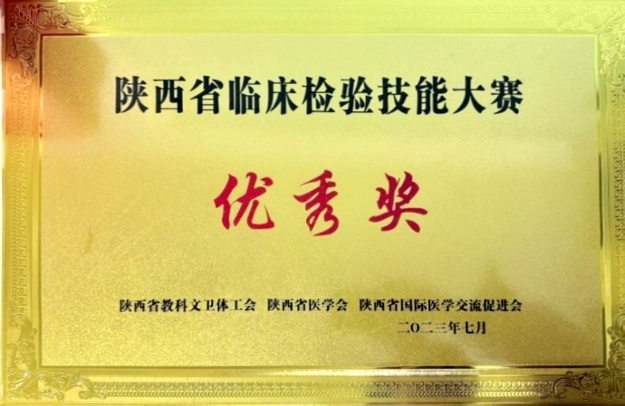 陕西省临床检验技能大赛
优秀奖
陕西省教科文卫体工会 陕西省医学会 陕西省国际医学交流促进会
二〇二三年七月